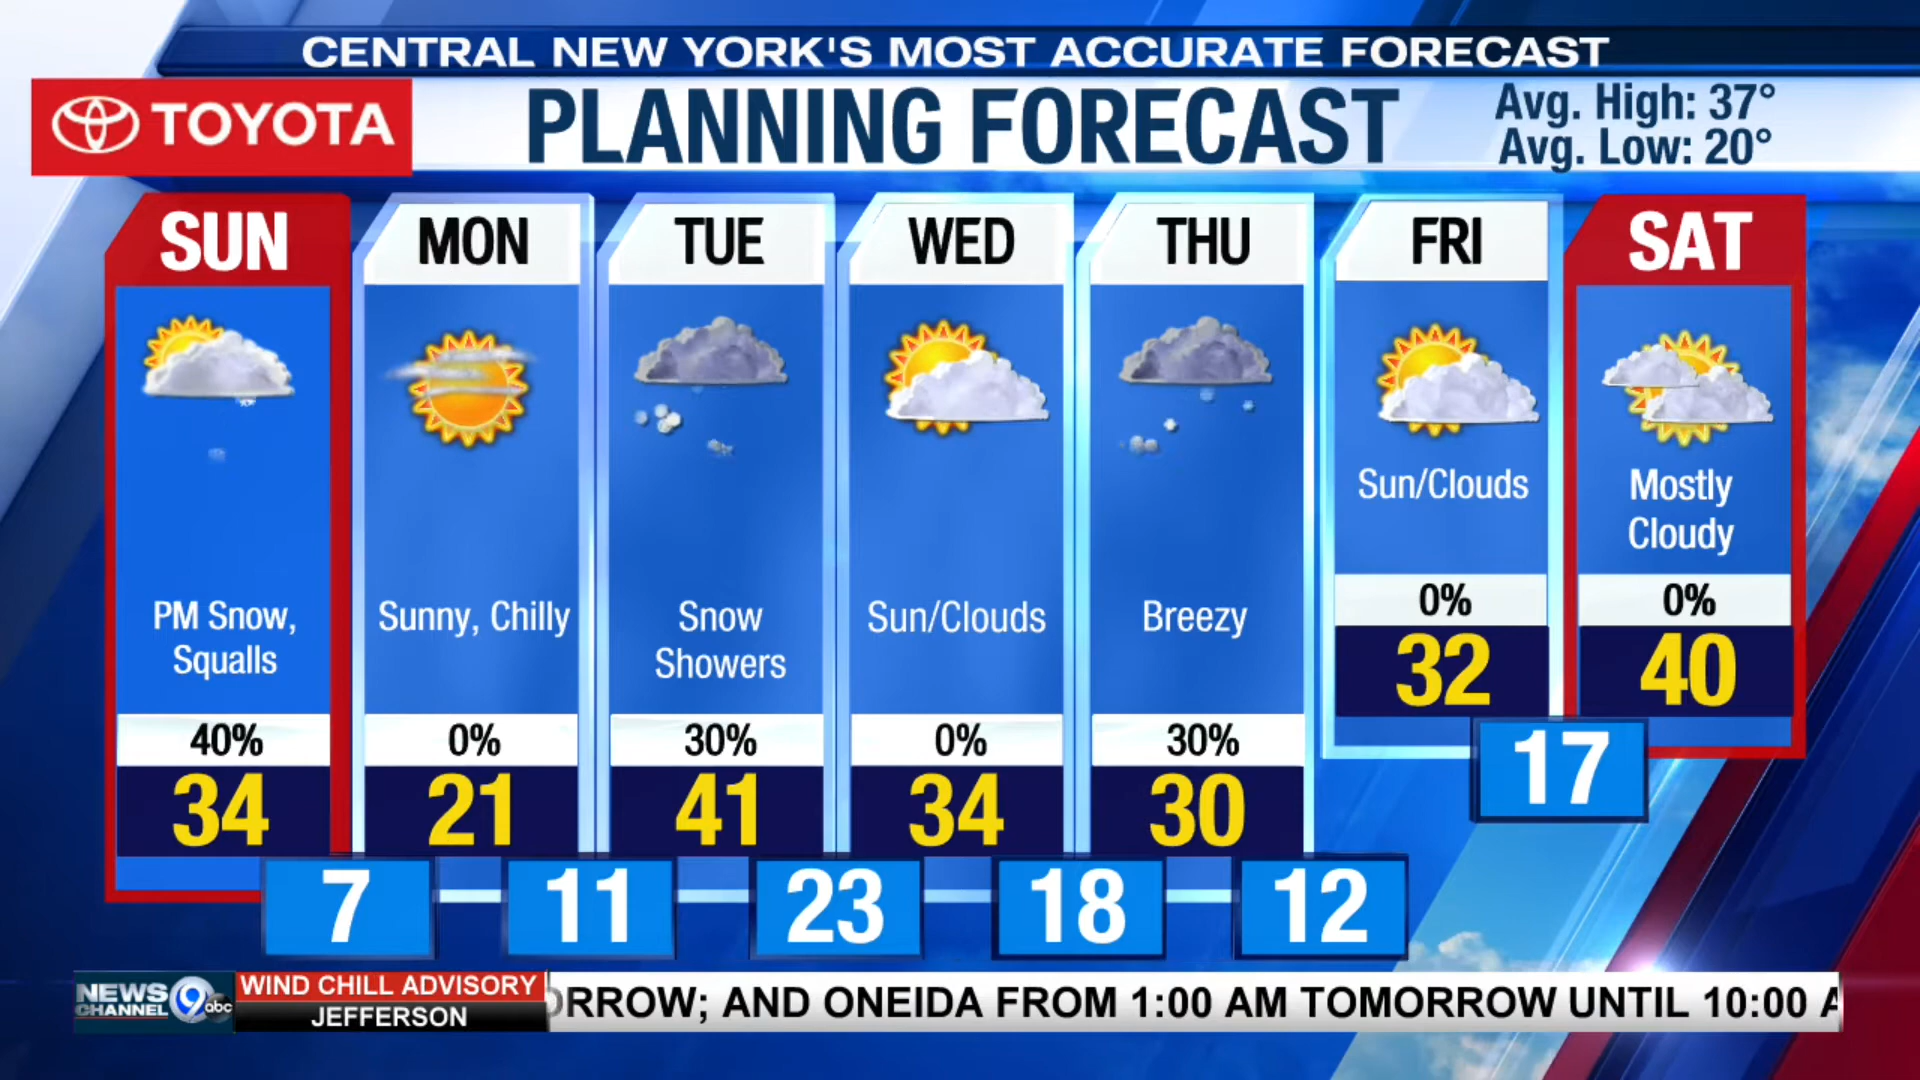 CENTRAL NEW YORK'S MOST ACCURATE FORECAST
TOYOTA
PLANNING FORECAST
Avg. High: 37°
Avg. Low: 20°
SUN
PM Snow,
Squalls
40%
34
7
MON
Sunny, Chilly
0%
21
11
TUE
Snow
Showers
30%
41
23
WED
Sun/Clouds
0%
34
18
THU
Breezy
30%
30
12
FRI
Sun/Clouds
0%
32
17
SAT
Mostly
Cloudy
0%
40
NEWS
CHANNEL
9
abc
WIND CHILL ADVISORY
JEFFERSON
ORROW; AND ONEIDA FROM 1:00 AM TOMORROW UNTIL 10:00 A